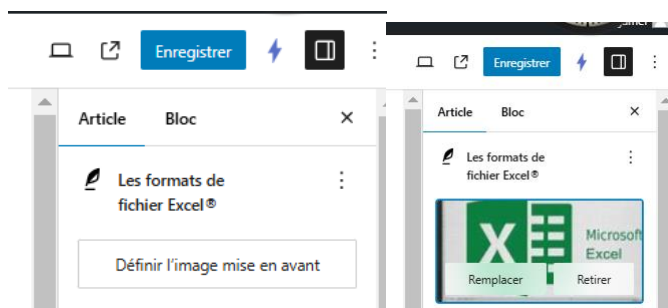 Enregistrer
Article Bloc
Les formats de
fichier Excel®
Définir l’image mise en avant
Enregistrer
Article Bloc
Les formats de
fichier Excel®
Microsoft
Excel
Remplacer Retirer